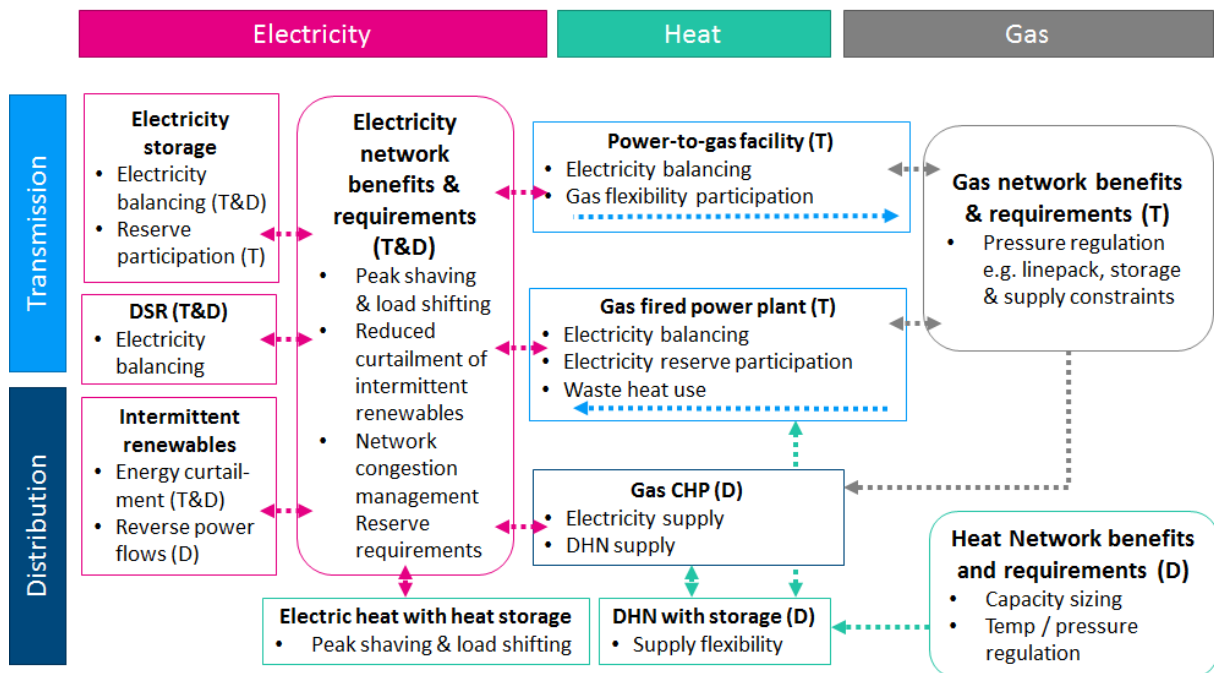 Electricity
Heat
Gas
Transmission
Distribution
Electricity
storage
• Electricity
balancing (T&D)
• Reserve
participation (T)
DSR (T&D)
• Electricity
balancing
Intermittent
renewables
• Energy curtail-
ment (T&D)
• Reverse power
flows (D)
Electricity
network
benefits &
requirements
(T&D)
• Peak shaving
& load shifting
• Reduced
curtailment of
intermittent
renewables
• Network
congestion
management
Reserve
requirements
Electric heat with heat storage
• Peak shaving & load shifting
Power-to-gas facility (T)
• Electricity balancing
• Gas flexibility participation
Gas fired power plant (T)
• Electricity balancing
• Electricity reserve participation
• Waste heat use
Gas CHP (D)
• Electricity supply
• DHN supply
DHN with storage (D)
• Supply flexibility
Gas network benefits
& requirements (T)
• Pressure regulation
e.g. linepack, storage
& supply constraints
Heat Network benefits
and requirements (D)
• Capacity sizing
• Temp / pressure
regulation